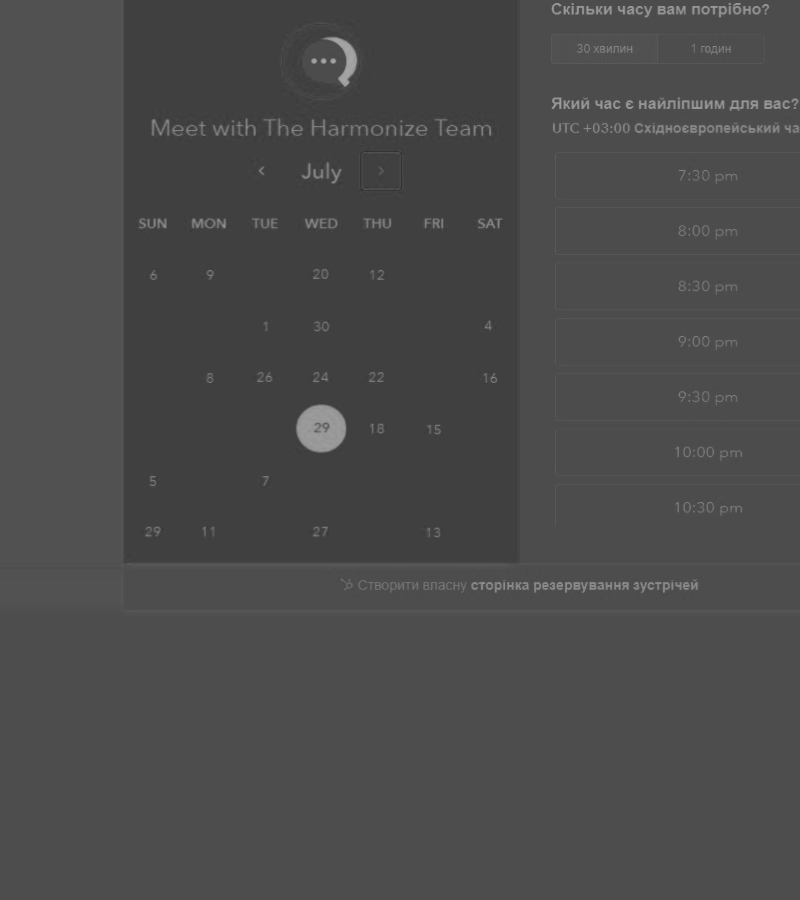 Meet with The Harmonize Team
July
SUN MON TUE WED THU FRI SAT
6 9 20 12
1 30 4
8 26 24 22 16
29 18 15
5 7
29 11 27 13
Скільки часу вам потрібно?
30 хвилин 1 годин
Який час є найліпшим для вас?
UTC +03:00 Східноєвропейський ча
7:30 pm
8:00 pm
8:30 pm
9:00 pm
9:30 pm
10:00 pm
10:30 pm
Створити власну сторінка резервування зустрічей